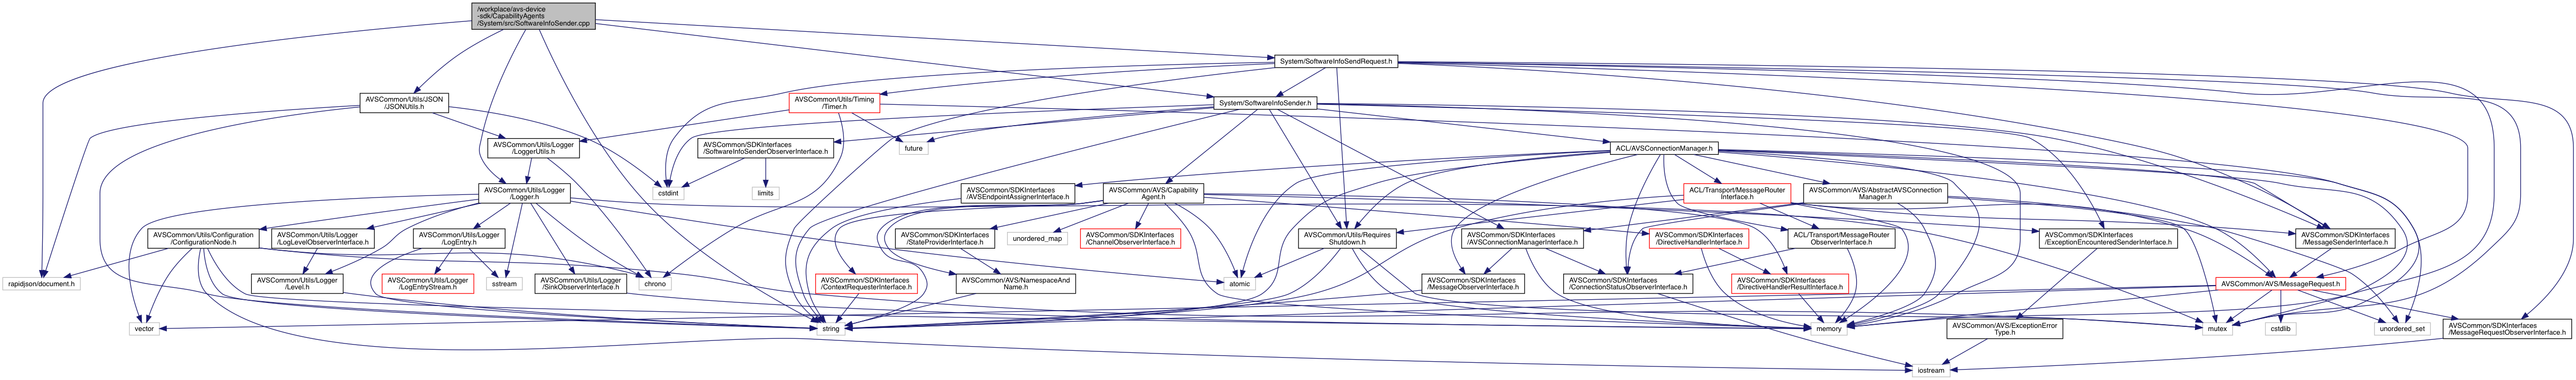 /workplace/avs-device
-sdk/CapabilityAgents
/System/src/SoftwareInfoSender.cpp
System/SoftwareInfoSendRequest.h
AVSCommon/Utils/JSON
/JSONUtils.h
AVSCommon/Utils/Timing
/Timer.h
System/SoftwareInfoSender.h
AVSCommon/Utils/Logger
/LoggerUtils.h
AVSCommon/SDKInterfaces
/SoftwareInfoSenderObserverInterface.h
future
ACL/AVSConnectionManager.h
AVSCommon/Utils/Logger
/Logger.h
cstdint
limits
AVSCommon/SDKInterfaces
/AVSEndpointAssignerInterface.h
AVSCommon/AVS/Capability
Agent.h
ACL/Transport/MessageRouter
Interface.h
AVSCommon/AVS/AbstractAVSConnection
Manager.h
AVSCommon/Utils/Configuration
/ConfigurationNode.h
AVSCommon/Utils/Logger
/LogLevelObserverInterface.h
AVSCommon/Utils/Logger
/LogEntry.h
AVSCommon/SDKInterfaces
/StateProviderInterface.h
unordered_map
AVSCommon/SDKInterfaces
/ChannelObserverInterface.h
AVSCommon/Utils/Requires
Shutdown.h
AVSCommon/SDKInterfaces
/AVSConnectionManagerInterface.h
AVSCommon/SDKInterfaces
/DirectiveHandlerInterface.h
ACL/Transport/MessageRouter
ObserverInterface.h
AVSCommon/SDKInterfaces
/ExceptionEncounteredSenderInterface.h
AVSCommon/SDKInterfaces
/MessageSenderInterface.h
rapidjson/document.h
AVSCommon/Utils/Logger
/Level.h
AVSCommon/Utils/Logger
/LogEntryStream.h
sstream
AVSCommon/Utils/Logger
/SinkObserverInterface.h
chrono
AVSCommon/SDKInterfaces
/ContextRequesterInterface.h
AVSCommon/AVS/NamespaceAnd
Name.h
atomic
AVSCommon/SDKInterfaces
/MessageObserverInterface.h
AVSCommon/SDKInterfaces
/ConnectionStatusObserverInterface.h
AVSCommon/SDKInterfaces
/DirectiveHandlerResultInterface.h
AVSCommon/AVS/MessageRequest.h
vector
string
memory
AVSCommon/AVS/ExceptionError
Type.h
mutex
cstdlib
unordered_set
AVSCommon/SDKInterfaces
/MessageRequestObserverInterface.h
iostream